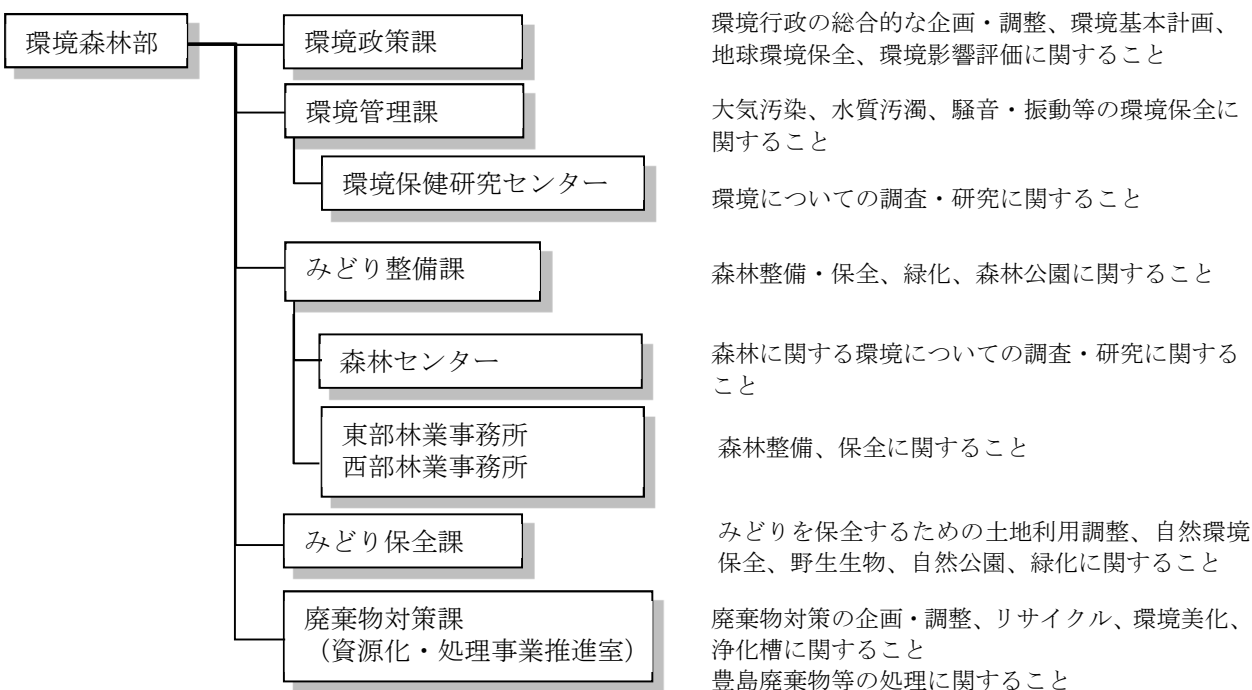 環境森林部
環境政策課
環境行政の総合的な企画・調整、環境基本計画、
地球環境保全、環境影響評価に関すること
環境管理課
大気汚染、水質汚濁、騒音・振動等の環境保全に
関すること
環境保健研究センター
環境についての調査・研究に関すること
みどり整備課
森林整備・保全、緑化、森林公園に関すること
森林センター
森林に関する環境についての調査・研究に関する
こと
東部林業事務所
西部林業事務所
森林整備、保全に関すること
みどり保全課
みどりを保全するための土地利用調整、自然環境
保全、野生生物、自然公園、緑化に関すること
廃棄物対策課
（資源化・処理事業推進室）
廃棄物対策の企画・調整、リサイクル、環境美化、
浄化槽に関すること
豊島廃棄物等の処理に関すること